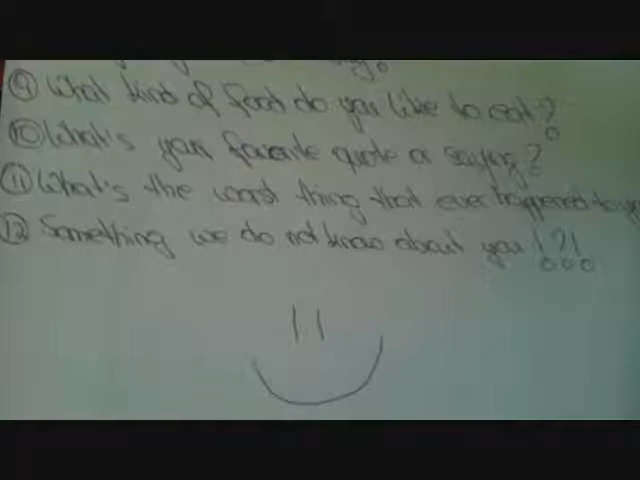 ⑨ What kind of food do you like to eat?
⑩ What's your favorite quote or saying?
⑪ What's the worst thing that ever happened to you
⑫ Something we do not know about you!?!